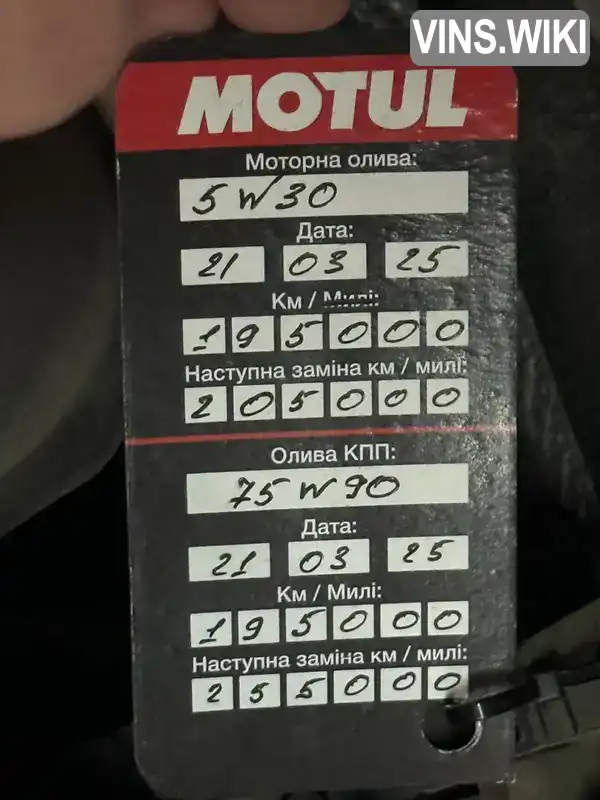 VINS.WIKI
MOTUL
Моторна олива:
5W30
Дата:
21 03 25
Км / Милі:
195000
Наступна заміна км / милі:
205000
Олива КПП:
75W90
Дата:
21 03 25
Км / Милі:
195000
Наступна заміна км / милі:
255000